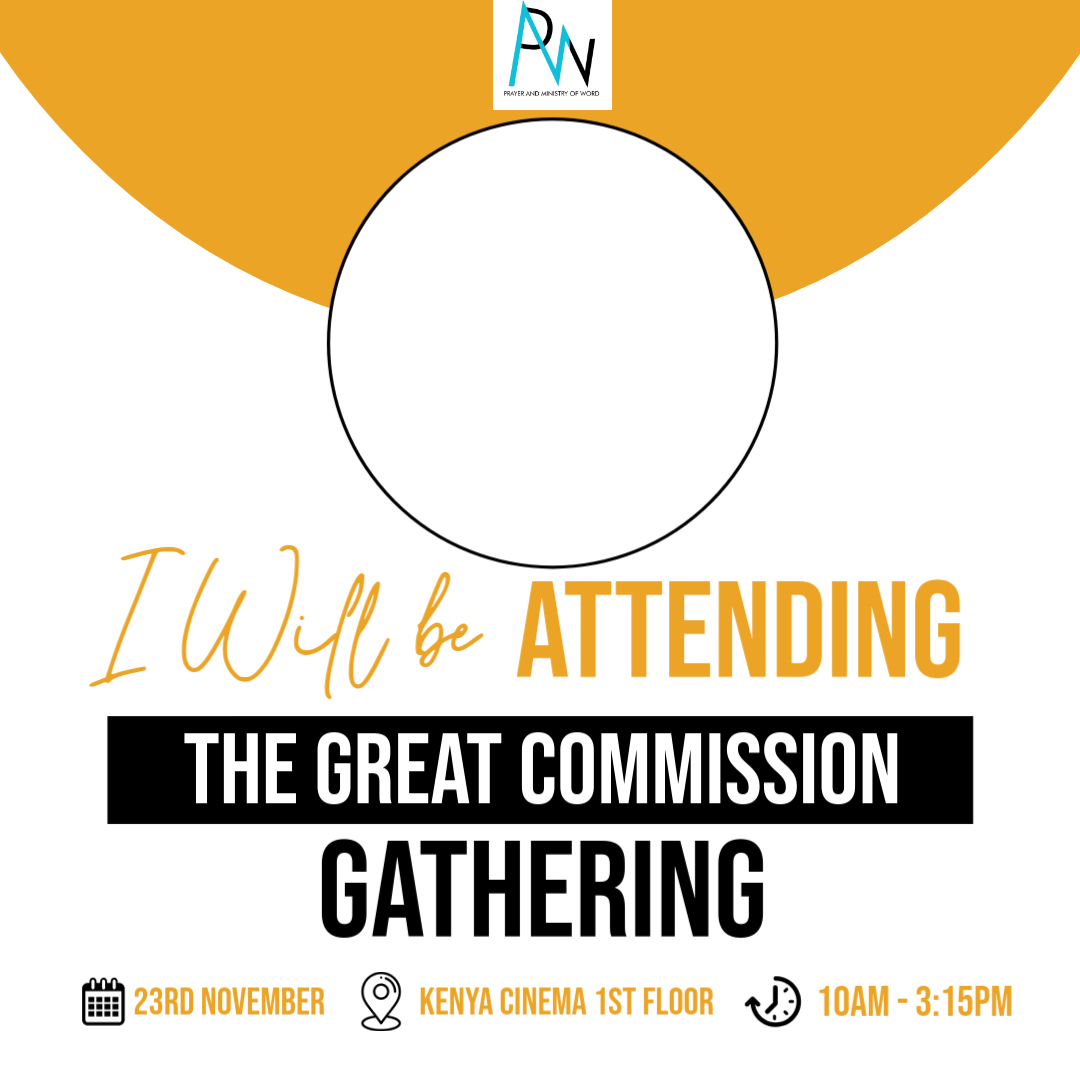 PRW
PRAYER AND MINISTRY OF WORD
I Will be ATTENDING
THE GREAT COMMISSION
GATHERING
23RD NOVEMBER
KENYA CINEMA 1ST FLOOR
10AM - 3:15PM